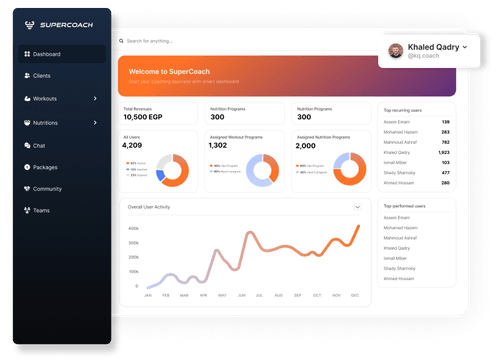 SUPERCOACH
Dashboard
Clients
Workouts
Nutritions
Chat
Packages
Community
Teams
Search for anything...
Khaled Qadry
@kq.coach
Welcome to SuperCoach
Start your coaching business with smart dashboard
Total Revenues
10,500 EGP
Nutrition Programs
300
Nutrition Programs
300
All Users
4,209
Assigned Workout Programs
1,302
Assigned Nutrition Programs
2,000
Top recurring users
Assem Emam 139
Mohamed Hazem 283
Mahmoud Ashraf 782
Khaled Qadry 1,923
Ismail Miber 103
Shady Sharnoby 477
Ahmed Hossam 280
Overall User Activity
400k
300k
200k
100k
0
JAN FEB MAR APR MAY JUN JUL AUG SEP OCT NOV DEC
Top performed users
Assem Emam
Mohamed Hazem
Mahmoud Ashraf
Khaled Qadry
Ismail Miber
Shady Sharnoby
Ahmed Hossam